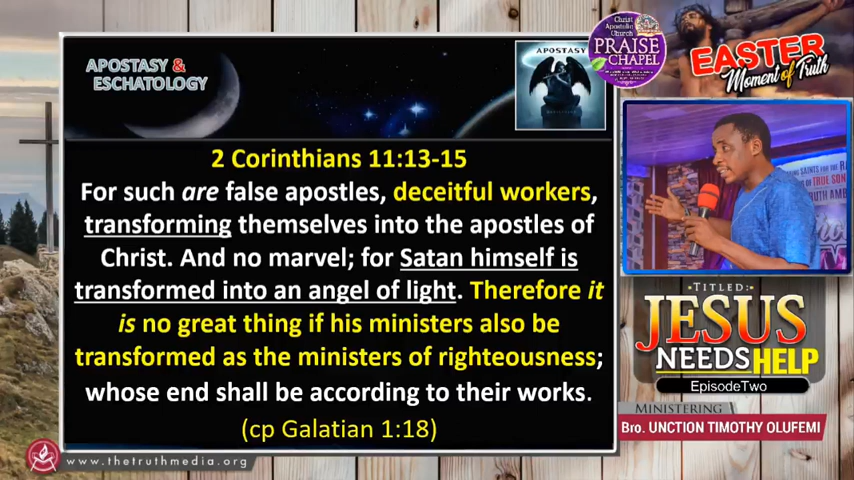 APOSTASY &
ESCHATOLOGY
APOSTASY
2 Corinthians 11:13-15
For such are false apostles, deceitful workers,
transforming themselves into the apostles of
Christ. And no marvel; for Satan himself is
transformed into an angel of light. Therefore it
is no great thing if his ministers also be
transformed as the ministers of righteousness;
whose end shall be according to their works.
(cp Galatian 1:18)
www.thetruthmedia.org
Christ
Apostolic
Church
PRAISE
CHAPEL
EASTER
Moment of Truth
TRUE SON
TITLED:
JESUS
NEEDS HELP
Episode Two
MINISTERING
Bro. UNCTION TIMOTHY OLUFEMI